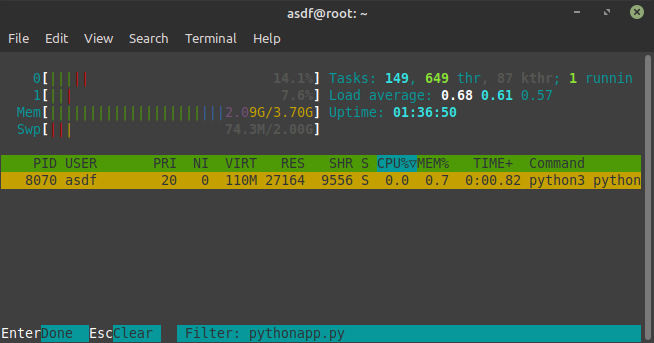 asdf@root: ~
File Edit View Search Terminal Help
0[||||| 14.1%] Tasks: 149, 649 thr, 87 kthr; 1 runnin
1[||| 7.6%] Load average: 0.68 0.61 0.57
Mem[||||||||||||||||||||||2.09G/3.70G] Uptime: 01:36:50
Swp[||| 74.3M/2.00G]
PID USER PRI NI VIRT RES SHR S CPU%▽MEM% TIME+ Command
8070 asdf 20 0 110M 27164 9556 S 0.0 0.7 0:00.82 python3 python
EnterDone EscClear Filter: pythonapp.py